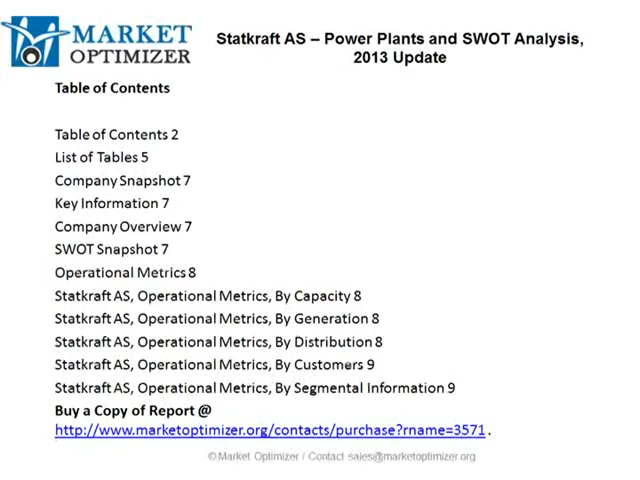 MARKET
OPTIMIZER
Statkraft AS – Power Plants and SWOT Analysis,
2013 Update
Table of Contents
Table of Contents 2
List of Tables 5
Company Snapshot 7
Key Information 7
Company Overview 7
SWOT Snapshot 7
Operational Metrics 8
Statkraft AS, Operational Metrics, By Capacity 8
Statkraft AS, Operational Metrics, By Generation 8
Statkraft AS, Operational Metrics, By Distribution 8
Statkraft AS, Operational Metrics, By Customers 9
Statkraft AS, Operational Metrics, By Segmental Information 9
Buy a Copy of Report @
http://www.marketoptimizer.org/contacts/purchase?rname=3571 .
© Market Optimizer / Contact sales@marketoptimizer.org